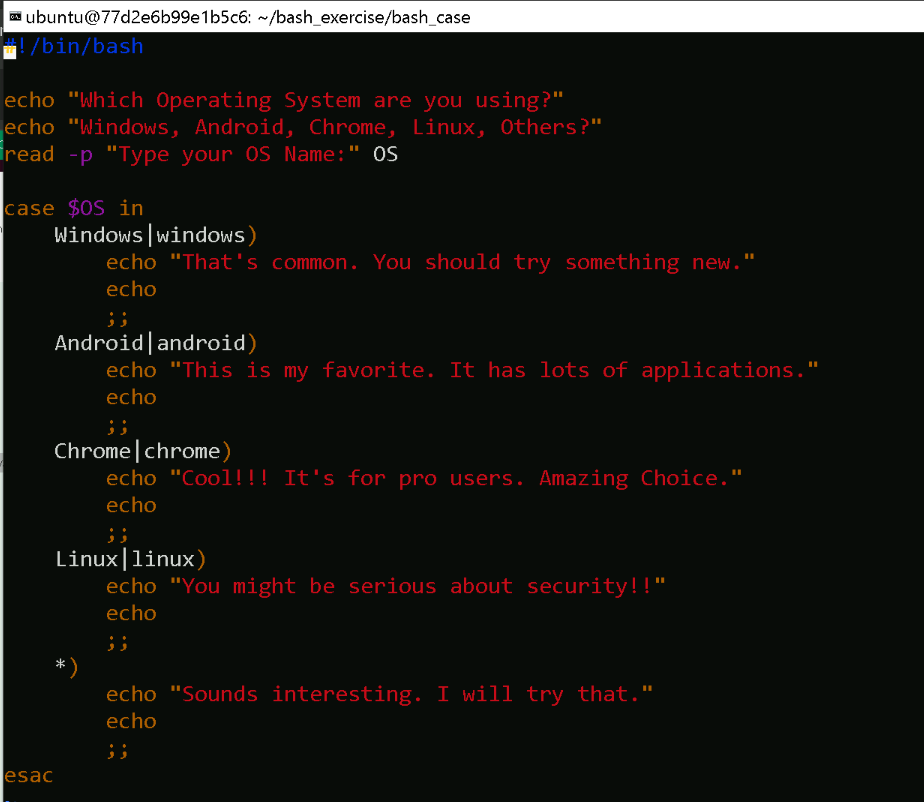 ubuntu@77d2e6b99e1b5c6: ~/bash_exercise/bash_case
#!/bin/bash

echo "Which Operating System are you using?"
echo "Windows, Android, Chrome, Linux, Others?"
read -p "Type your OS Name:" OS

case $OS in
    Windows|windows)
        echo "That's common. You should try something new."
        echo
        ;;
    Android|android)
        echo "This is my favorite. It has lots of applications."
        echo
        ;;
    Chrome|chrome)
        echo "Cool!!! It's for pro users. Amazing Choice."
        echo
        ;;
    Linux|linux)
        echo "You might be serious about security!!"
        echo
        ;;
    *)
        echo "Sounds interesting. I will try that."
        echo
        ;;
esac